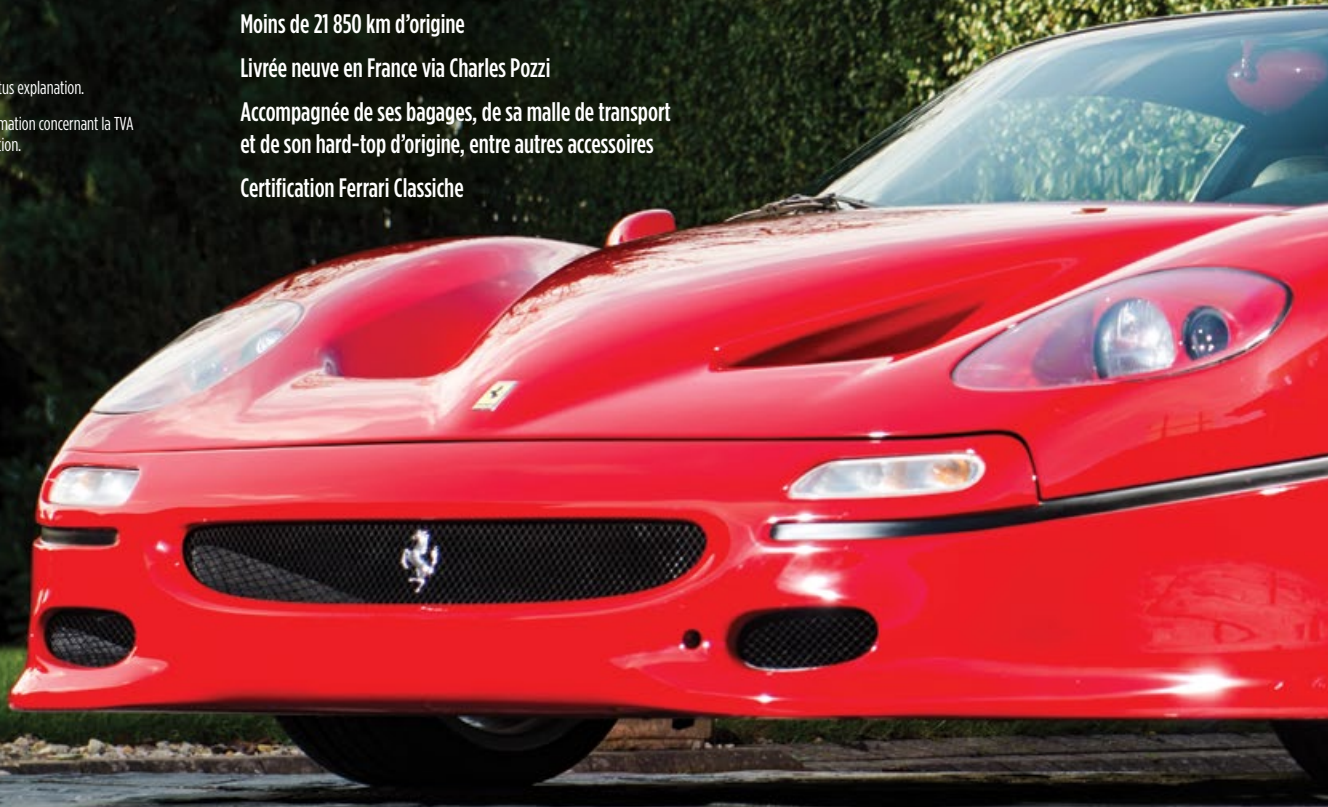 tus explanation.
mation concernant la TVA
tion.
Moins de 21 850 km d’origine
Livrée neuve en France via Charles Pozzi
Accompagnée de ses bagages, de sa malle de transport
et de son hard-top d’origine, entre autres accessoires
Certification Ferrari Classiche